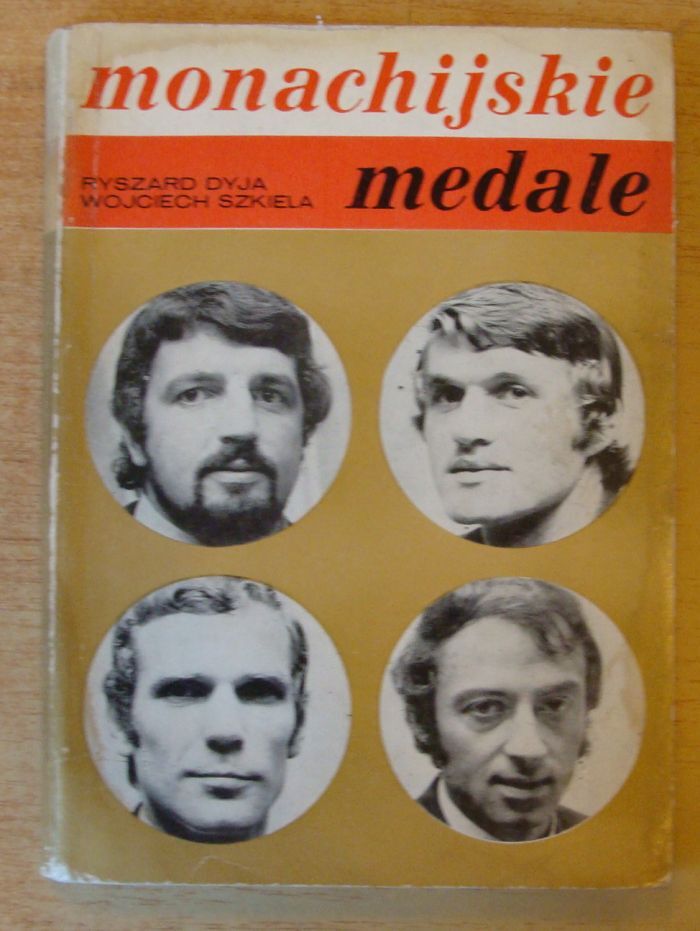 monachijskie
medale
RYSZARD DYJA
WOJCIECH SZKIELA